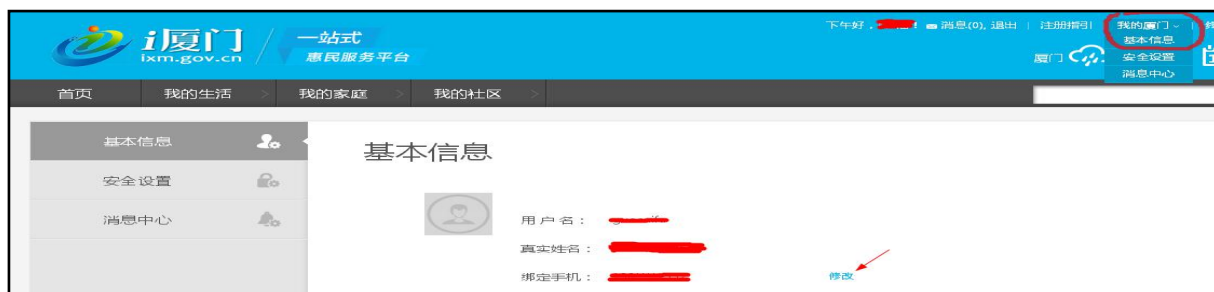 下午好，
消息(0), 退出 | 注册指引 | 我的厦门
i厦门 一站式
ixm.gov.cn 惠民服务平台
基本信息
厦门
安全设置
消息中心
首页 我的生活 > 我的家庭 > 我的社区 >
基本信息
基本信息
安全设置
消息中心
用户名：
真实姓名：
绑定手机： 修改